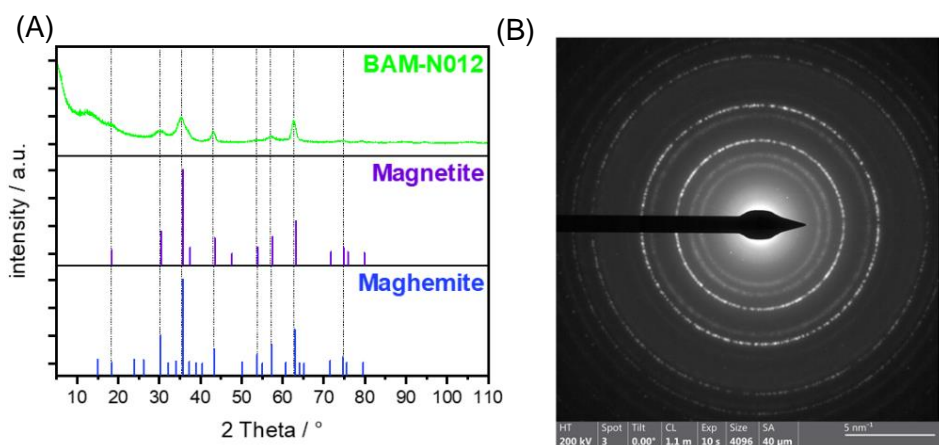 (A)
BAM-N012
Magnetite
Maghemite
intensity / a.u.
10 20 30 40 50 60 70 80 90 100 110
2 Theta / °
(B)
HT Spot Tilt CL Exp Size SA 5 nm⁻¹
200 kV 3 0.00° 1.1 m 10 s 4096 40 µm